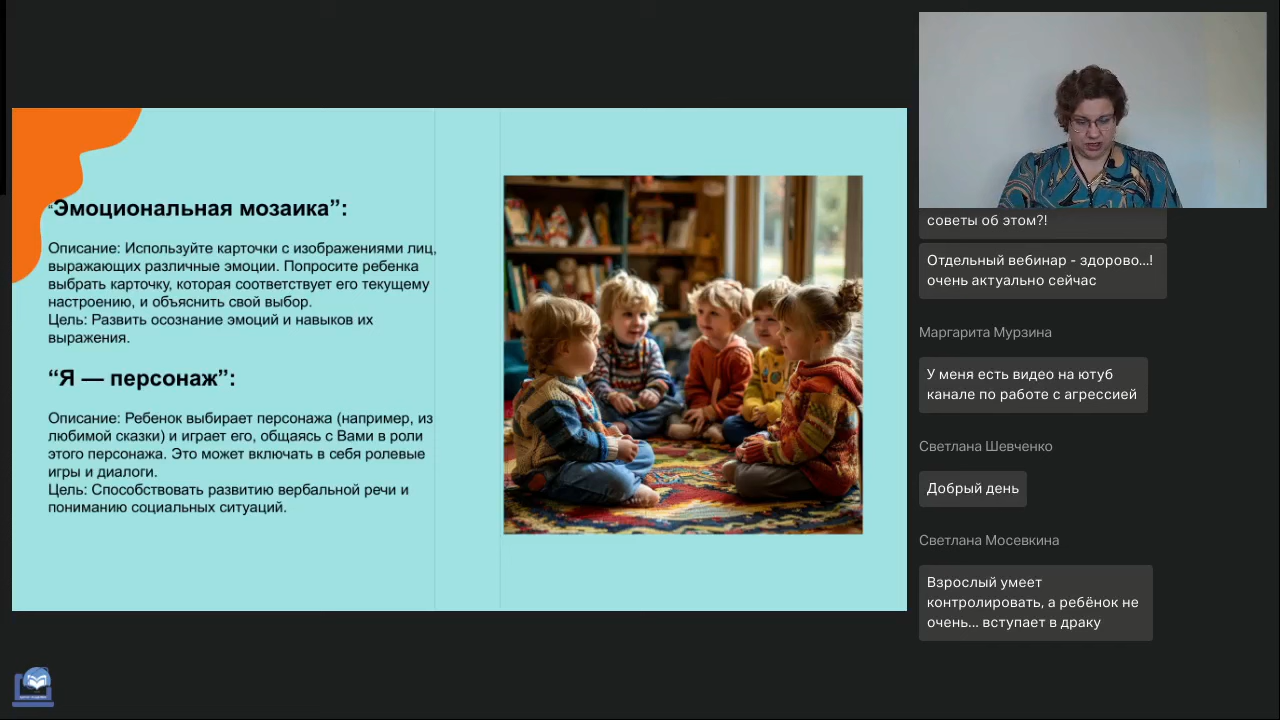 “Эмоциональная мозаика”:
Описание: Используйте карточки с изображениями лиц,
выражающих различные эмоции. Попросите ребенка
выбрать карточку, которая соответствует его текущему
настроению, и объяснить свой выбор.
Цель: Развить осознание эмоций и навыков их
выражения.
“Я — персонаж”:
Описание: Ребенок выбирает персонажа (например, из
любимой сказки) и играет его, общаясь с Вами в роли
этого персонажа. Это может включать в себя ролевые
игры и диалоги.
Цель: Способствовать развитию вербальной речи и
пониманию социальных ситуаций.
советы об этом?!
Отдельный вебинар - здорово...!
очень актуально сейчас
Маргарита Мурзина
У меня есть видео на ютуб
канале по работе с агрессией
Светлана Шевченко
Добрый день
Светлана Мосевкина
Взрослый умеет
контролировать, а ребёнок не
очень... вступает в драку